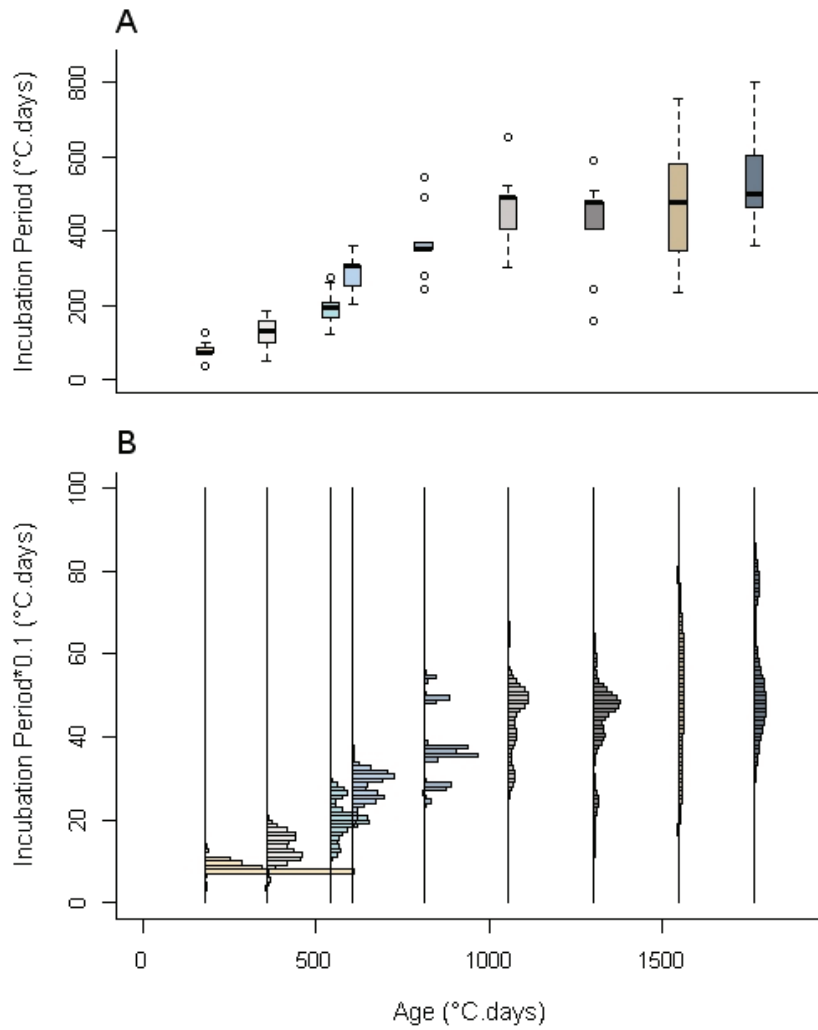 A
Incubation Period (°C.days)
800
600
400
200
0
B
Incubation Period*0.1 (°C.days)
100
80
60
40
20
0
0 500 1000 1500
Age (°C.days)